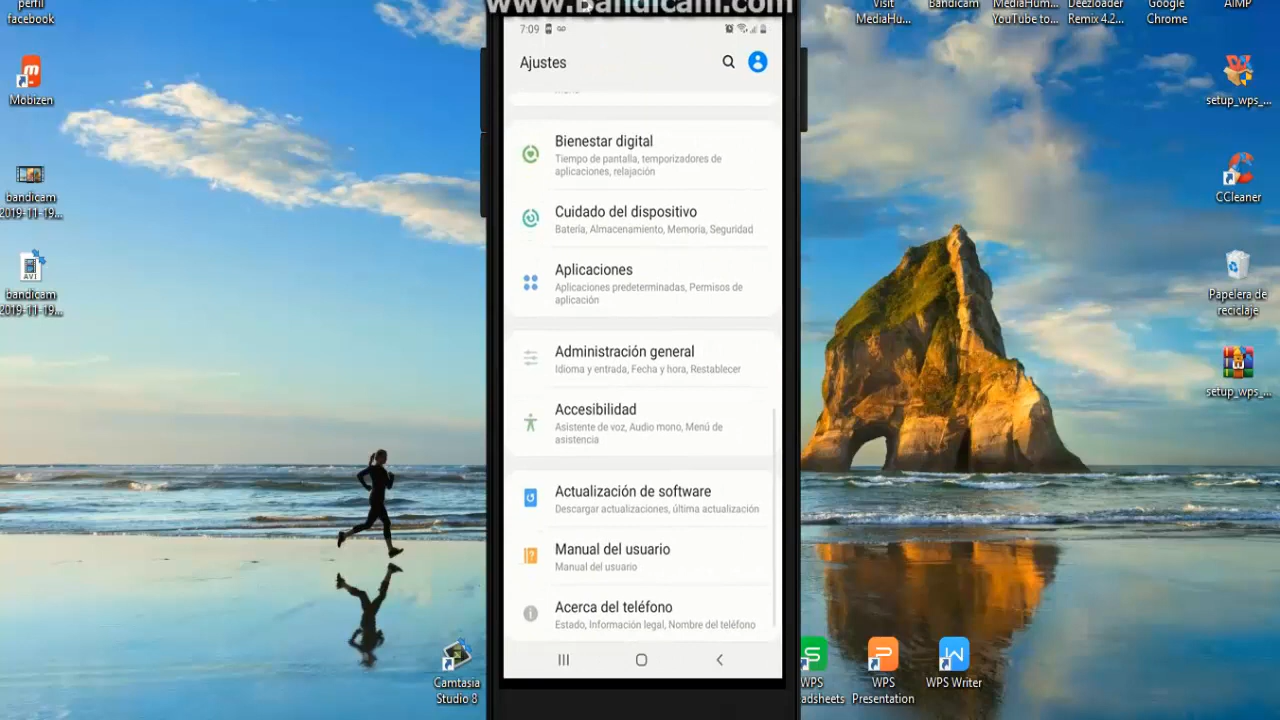 www.Bandicam.com
perfil
facebook
Mobizen
bandicam
2019-11-19...
bandicam
2019-11-19...
Camtasia
Studio 8
7:09
Ajustes
Bienestar digital
Tiempo de pantalla, temporizadores de
aplicaciones, relajación
Cuidado del dispositivo
Batería, Almacenamiento, Memoria, Seguridad
Aplicaciones
Aplicaciones predeterminadas, Permisos de
aplicación
Administración general
Idioma y entrada, Fecha y hora, Restablecer
Accesibilidad
Asistente de voz, Audio mono, Menú de
asistencia
Actualización de software
Descargar actualizaciones, última actualización
Manual del usuario
Manual del usuario
Acerca del teléfono
Estado, Información legal, Nombre del teléfono
Visit
MediaHu...
Bandicam
MediaHum...
YouTube to...
Deezloader
Remix 4.2...
Google
Chrome
AIMP
setup_wps_...
CCleaner
Papelera de
reciclaje
setup_wps_...
WPS
adsheets
WPS
Presentation
WPS Writer